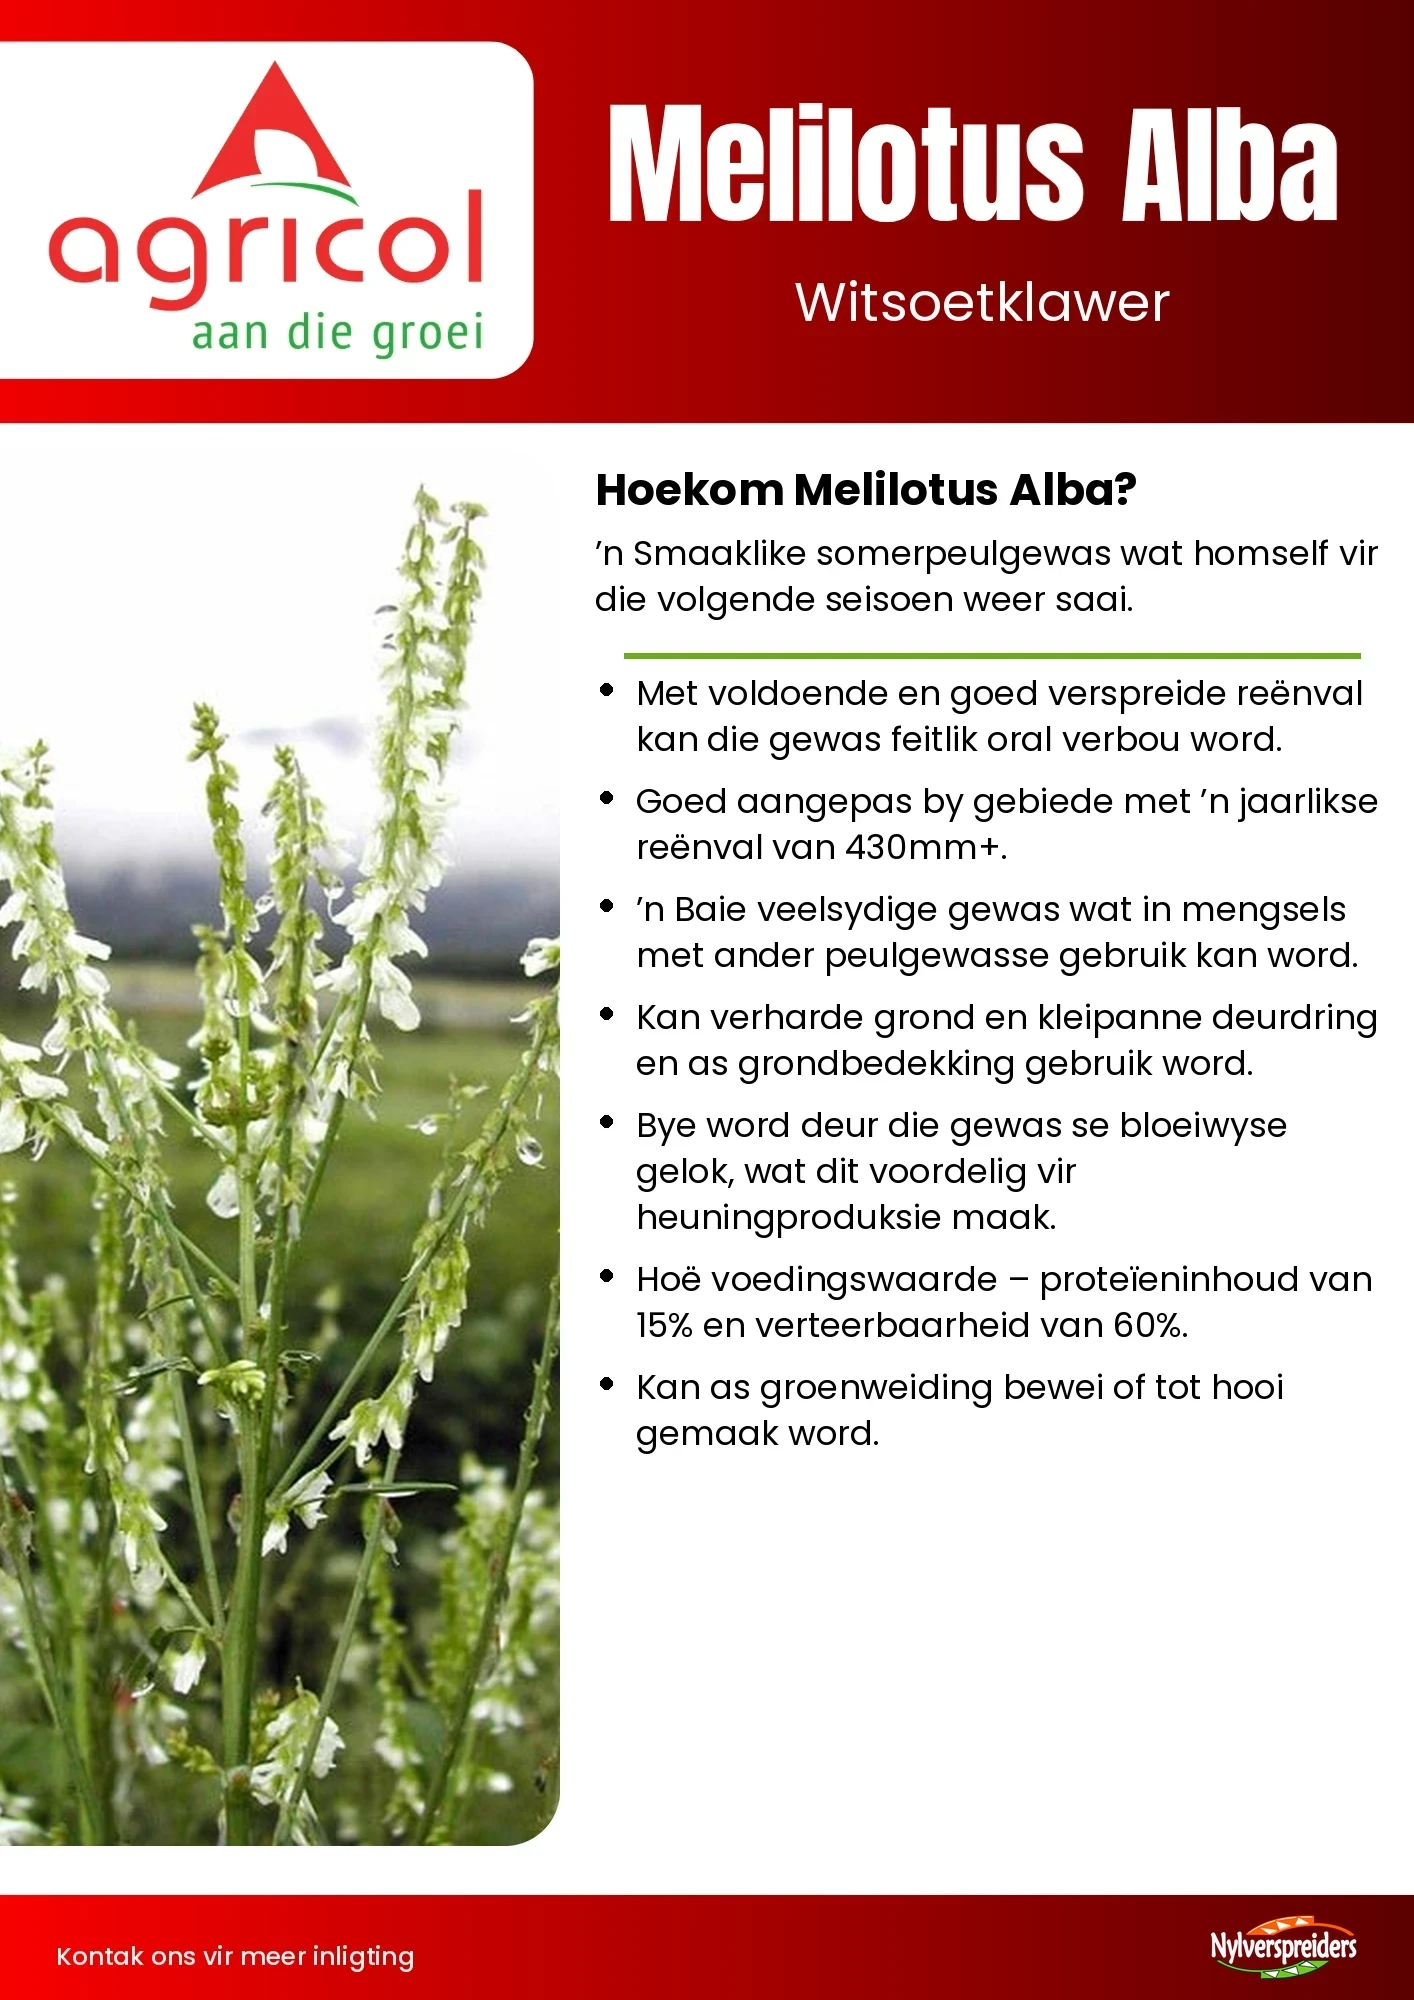 agricol
aan die groei
Melilotus Alba
Witsoetklawer
Hoekom Melilotus Alba?
’n Smaaklike somerpeulgewas wat homself vir
die volgende seisoen weer saai.
• Met voldoende en goed verspreide reënval
kan die gewas feitlik oral verbou word.
• Goed aangepas by gebiede met ’n jaarlikse
reënval van 430mm+.
• ’n Baie veelsydige gewas wat in mengsels
met ander peulgewasse gebruik kan word.
• Kan verharde grond en kleipanne deurdring
en as grondbedekking gebruik word.
• Bye word deur die gewas se bloeiwyse
gelok, wat dit voordelig vir
heuningproduksie maak.
• Hoë voedingswaarde – proteïeninhoud van
15% en verteerbaarheid van 60%.
• Kan as groenweiding bewei of tot hooi
gemaak word.
Kontak ons vir meer inligting
Nylverspreiders